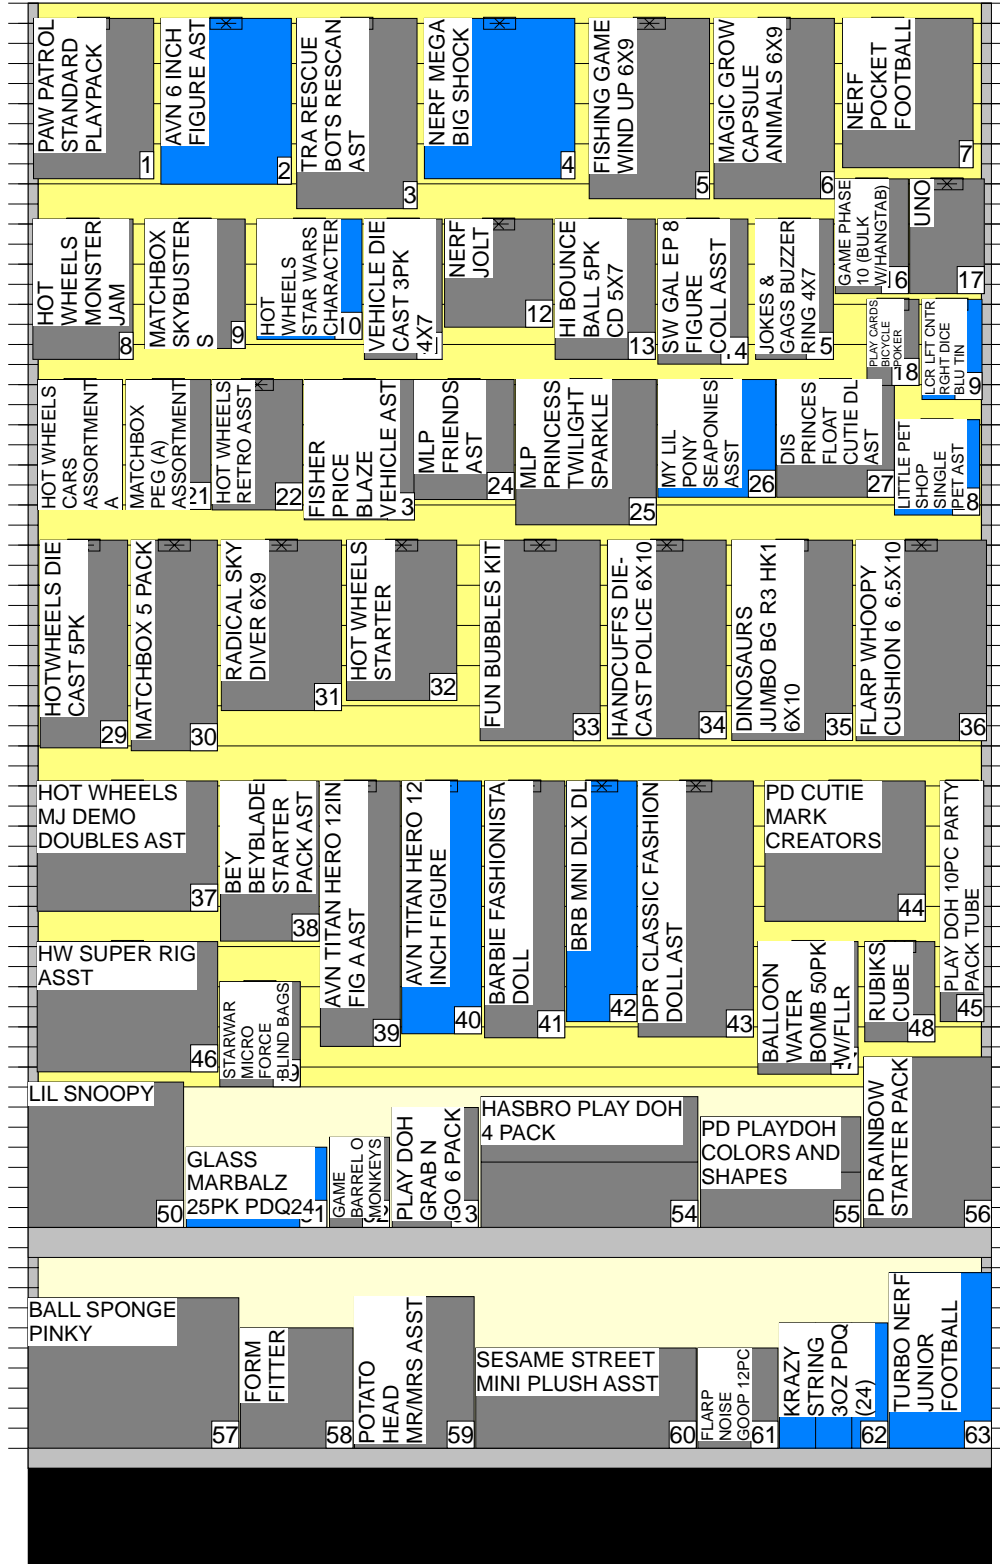 PAW PATROL
STANDARD
PLAYPACK
1
AVN 6 INCH
FIGURE AST
2
TRA RESCUE
BOTS RESCAN
AST
3
NERF MEGA
BIG SHOCK
4
FISHING GAME
WIND UP 6X9
5
MAGIC GROW
CAPSULE
ANIMALS 6X9
6
NERF
POCKET
FOOTBALL
7
HOT
WHEELS
MONSTER
JAM
8
MATCHBOX
SKYBUSTER
S
9
HOT
WHEELS
STAR WARS
CHARACTER
10
VEHICLE DIE
CAST 3PK
4X7
NERF
JOLT
12
HI BOUNCE
BALL 5PK
CD 5X7
13
SW GAL EP 8
FIGURE
COLL ASST
14
JOKES &
GAGS BUZZER
RING 4X7
5
GAME PHASE
10 (BULK
W/HANGTAB)
16
UNO
17
PLAY CARDS
BICYCLE
POKER
18
LCR LFT CNTR
RGHT DICE
BLU TIN
9
HOT WHEELS
CARS
ASSORTMENT
A
MATCHBOX
PEG (A)
ASSORTMENT
21
HOT WHEELS
RETRO ASST
22
FISHER
PRICE
BLAZE
VEHICLE AST
3
MLP
FRIENDS
AST
24
MLP
PRINCESS
TWILIGHT
SPARKLE
25
MY LIL
PONY
SEAPONIES
ASST
26
DIS
PRINCES
FLOAT
CUTIE DL
AST
27
LITTLE PET
SHOP
SINGLE
PET AST
8
HOTWHEELS DIE
CAST 5PK
29
MATCHBOX 5 PACK
30
RADICAL SKY
DIVER 6X9
31
HOT WHEELS
STARTER
32
FUN BUBBLES KIT
33
HANDCUFFS DIE-
CAST POLICE 6X10
34
DINOSAURS
JUMBO BG R3 HK1
6X10
35
FLARP WHOOPY
CUSHION 6 6.5X10
36
HOT WHEELS
MJ DEMO
DOUBLES AST
37
BEY
BEYBLADE
STARTER
PACK AST
38
AVN TITAN HERO 12IN
FIG A AST
39
AVN TITAN HERO 12
INCH FIGURE
40
BARBIE FASHIONISTA
DOLL
41
BRB MNI DLX DL
42
DPR CLASSIC FASHION
DOLL AST
43
PD CUTIE
MARK
CREATORS
44
PLAY DOH 10PC PARTY
PACK TUBE
45
HW SUPER RIG
ASST
46
STARWAR
MICRO
FORCE
BLIND BAGS
9
BALLOON
WATER
BOMB 50PK
W/FLLR
RUBIKS
CUBE
48
LIL SNOOPY
50
GLASS
MARBALZ
25PK PDQ24
51
GAME
BARREL O
MONKEYS
52
PLAY DOH
GRAB N
GO 6 PACK
53
HASBRO PLAY DOH
4 PACK
54
PD PLAYDOH
COLORS AND
SHAPES
55
PD RAINBOW
STARTER PACK
56
BALL SPONGE
PINKY
57
FORM
FITTER
58
POTATO
HEAD
MR/MRS ASST
59
SESAME STREET
MINI PLUSH ASST
60
FLARP
NOISE
GOOP 12PC
61
KRAZY
STRING
3OZ PDQ
(24)
62
TURBO NERF
JUNIOR
FOOTBALL
63